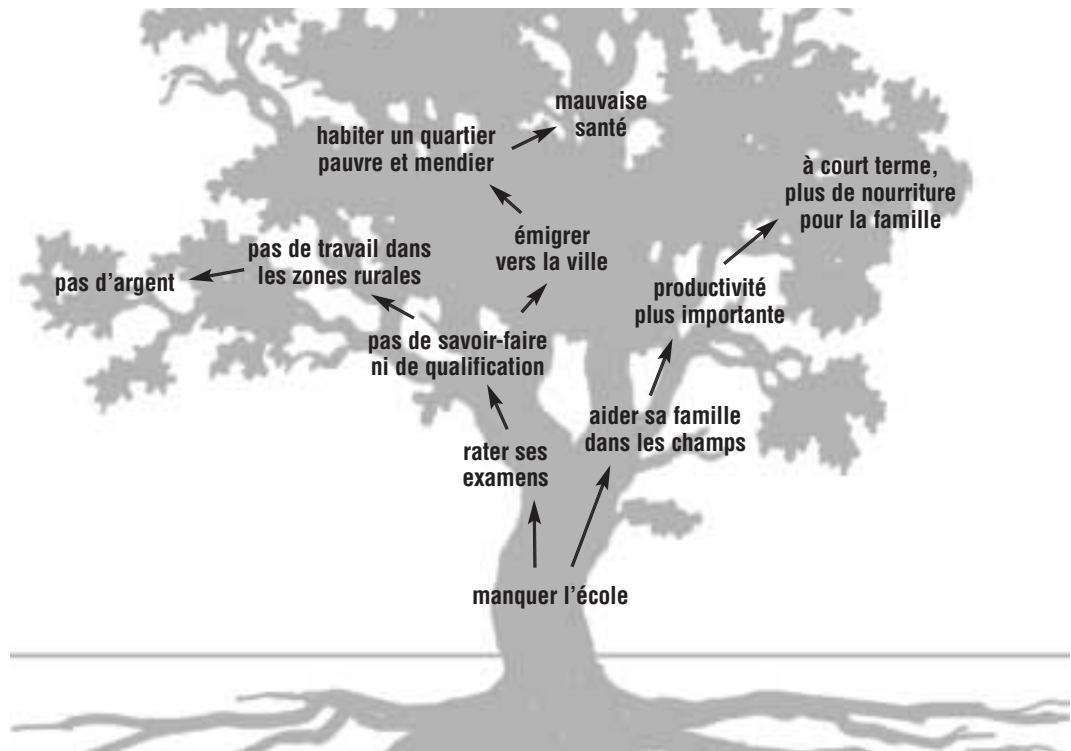 mauvaise
santé
habiter un quartier
pauvre et mendier
à court terme,
plus de nourriture
pour la famille
émigrer
vers la ville
pas de travail dans
les zones rurales
pas d’argent
productivité
plus importante
pas de savoir-faire
ni de qualification
aider sa famille
dans les champs
rater ses
examens
manquer l’école